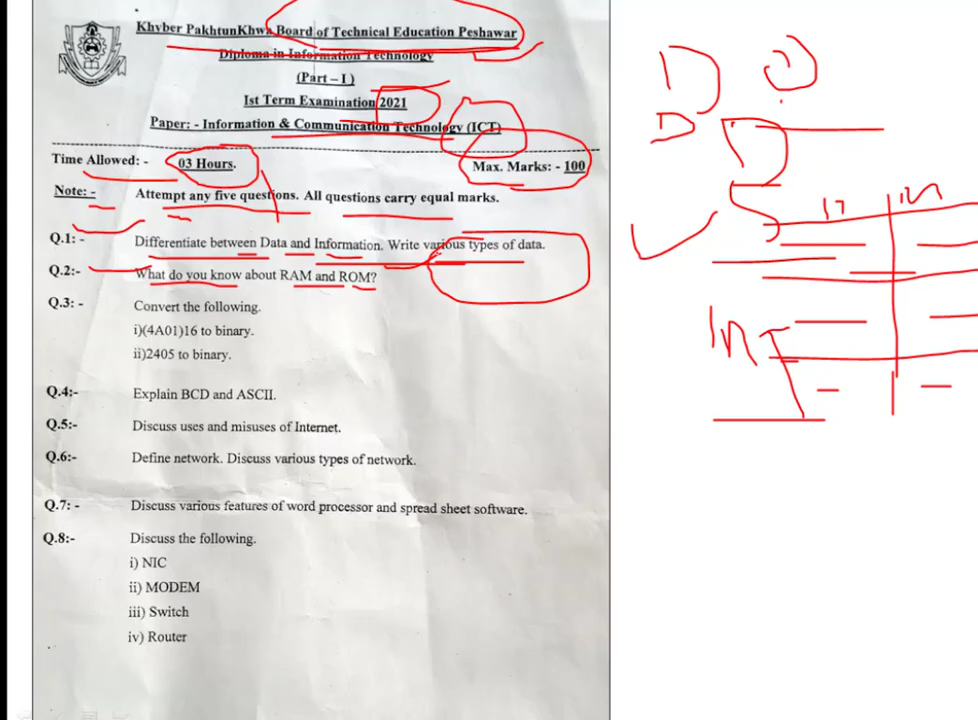 Khyber PakhtunKhwa Board of Technical Education Peshawar
Diploma in Information Technology
(Part – I)
Ist Term Examination 2021
Paper: - Information & Communication Technology (ICT)
Time Allowed: - 03 Hours. Max. Marks: - 100
Note: - Attempt any five questions. All questions carry equal marks.
Q.1: - Differentiate between Data and Information. Write various types of data.
Q.2:- What do you know about RAM and ROM?
Q.3: - Convert the following.
i)(4A01)16 to binary.
ii)2405 to binary.
Q.4:- Explain BCD and ASCII.
Q.5:- Discuss uses and misuses of Internet.
Q.6:- Define network. Discuss various types of network.
Q.7: - Discuss various features of word processor and spread sheet software.
Q.8:- Discuss the following.
i) NIC
ii) MODEM
iii) Switch
iv) Router
D 1
D
D